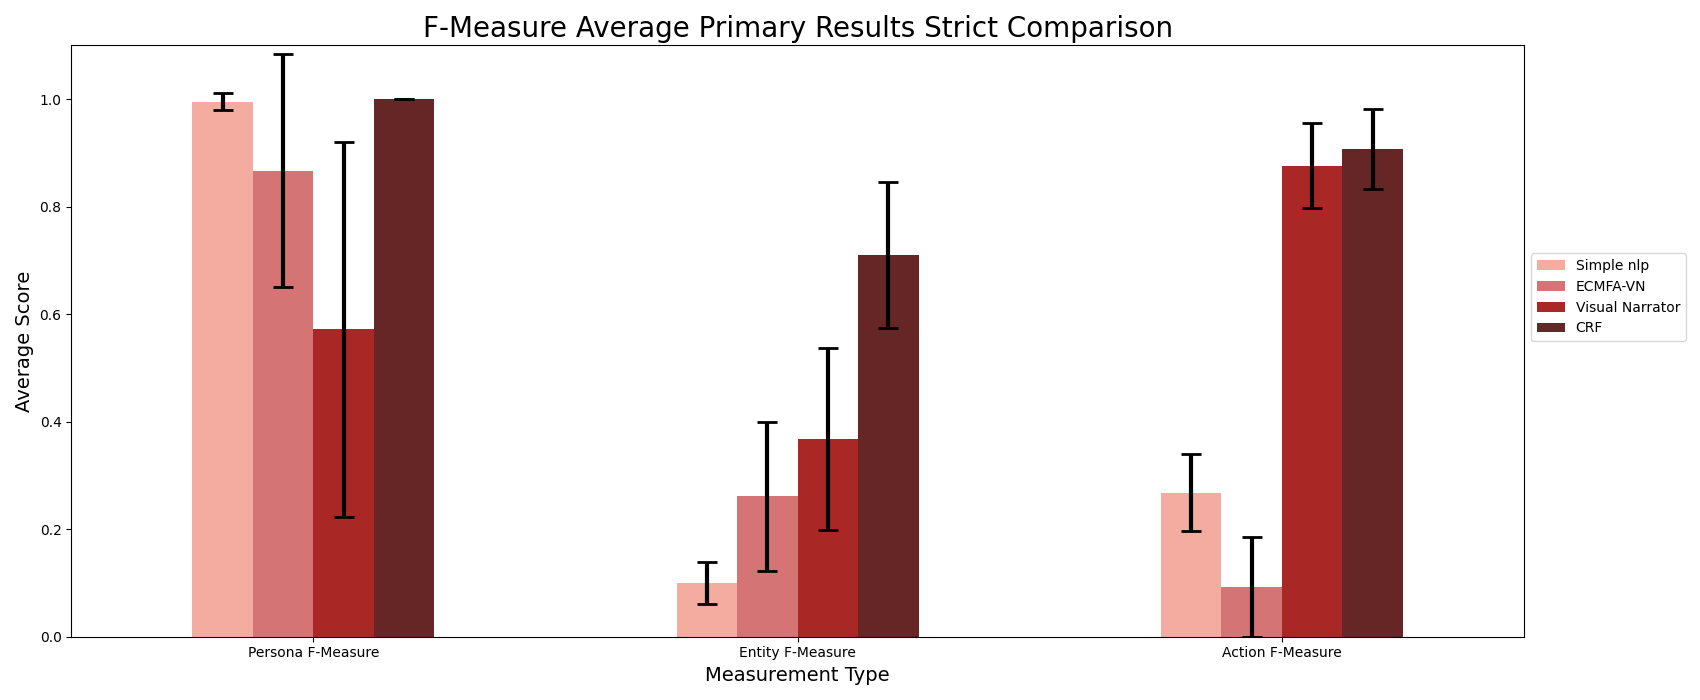 F-Measure Average Primary Results Strict Comparison
Average Score
1.0
0.8
0.6
0.4
0.2
0.0
Persona F-Measure
Entity F-Measure
Action F-Measure
Measurement Type
Simple nlp
ECMFA-VN
Visual Narrator
CRF